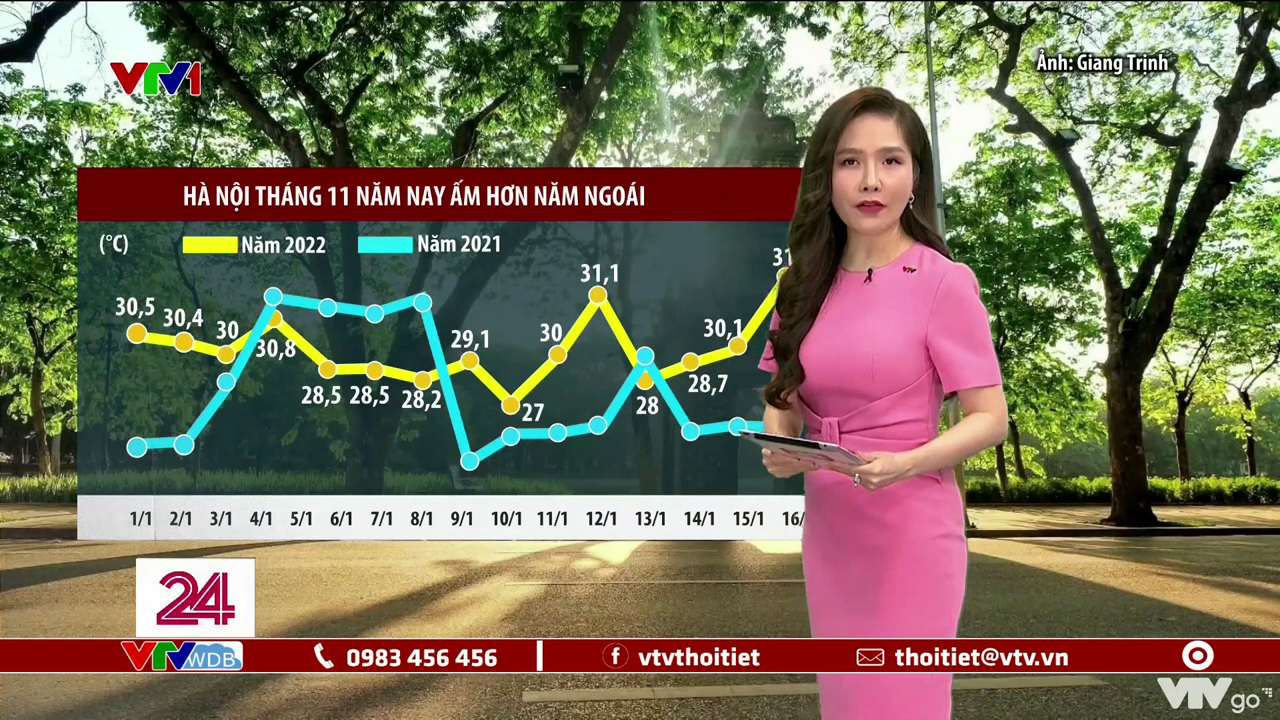 VTV1
Ảnh: Giang Trịnh
HÀ NỘI THÁNG 11 NĂM NAY ẤM HƠN NĂM NGOÁI
(°C) Năm 2022 Năm 2021
30,5 30,4 30 30,8 28,5 28,5 28,2 29,1 27 30 31,1 28 28,7 30,1 31
1/1 2/1 3/1 4/1 5/1 6/1 7/1 8/1 9/1 10/1 11/1 12/1 13/1 14/1 15/1 16/
VTV
24
VTV WDB 0983 456 456 f vtvthoitiet thoitiet@vtv.vn
VTV go